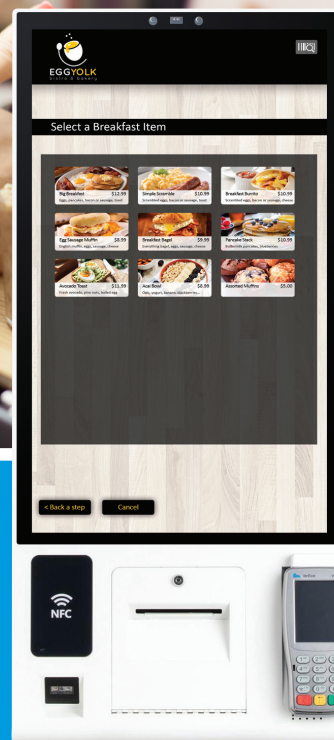 EGGYOLK
bistro & bakery
Select a Breakfast Item
Big Breakfast $12.99
Eggs, pancakes, bacon or sausage, toast
Simple Scramble $10.99
Scrambled eggs, bacon or sausage, toast
Breakfast Burrito $10.99
Scrambled eggs, bacon or sausage, cheese
Egg Sausage Muffin $8.99
English muffin, eggs, sausage, cheese
Breakfast Bagel $9.99
Everything bagel, eggs, sausage, cheese
Pancake Stack $10.99
Buttermilk pancakes, blueberries
Avocado Toast $11.99
Fresh avocado, pine nuts, boiled egg
Acai Bowl $8.99
Oats, yogurt, banana, blackberries...
Assorted Muffins $5.00
< Back a step
Cancel
NFC